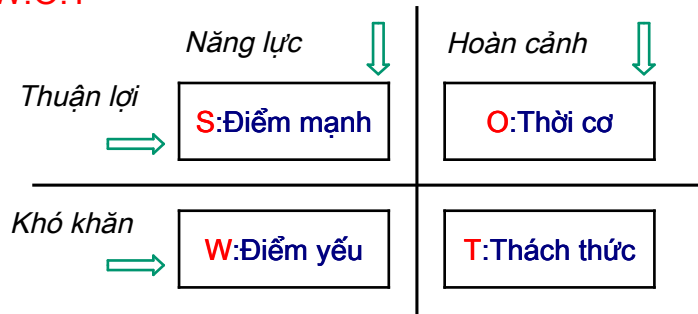 Năng lực
Hoàn cảnh
Thuận lợi
S:Điểm mạnh
O:Thời cơ
Khó khăn
W:Điểm yếu
T:Thách thức